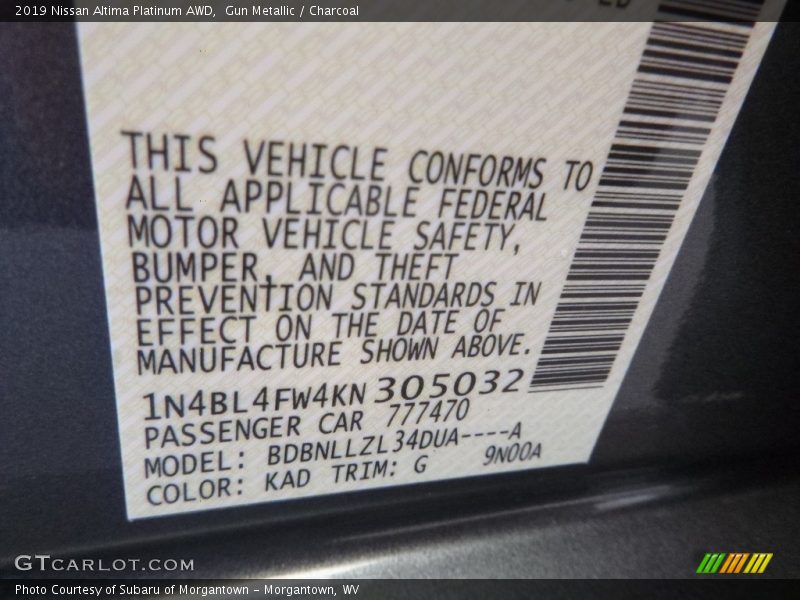 2019 Nissan Altima Platinum AWD,  Gun Metallic / Charcoal
THIS VEHICLE CONFORMS TO
ALL APPLICABLE FEDERAL
MOTOR VEHICLE SAFETY,
BUMPER, AND THEFT
PREVENTION STANDARDS IN
EFFECT ON THE DATE OF
MANUFACTURE SHOWN ABOVE.
1N4BL4FW4KN305032
PASSENGER CAR 777470
MODEL: BDBNLLZL34DUA----A
COLOR: KAD TRIM: G 9N00A
GTCARLOT.COM
Photo Courtesy of Subaru of Morgantown - Morgantown, WV